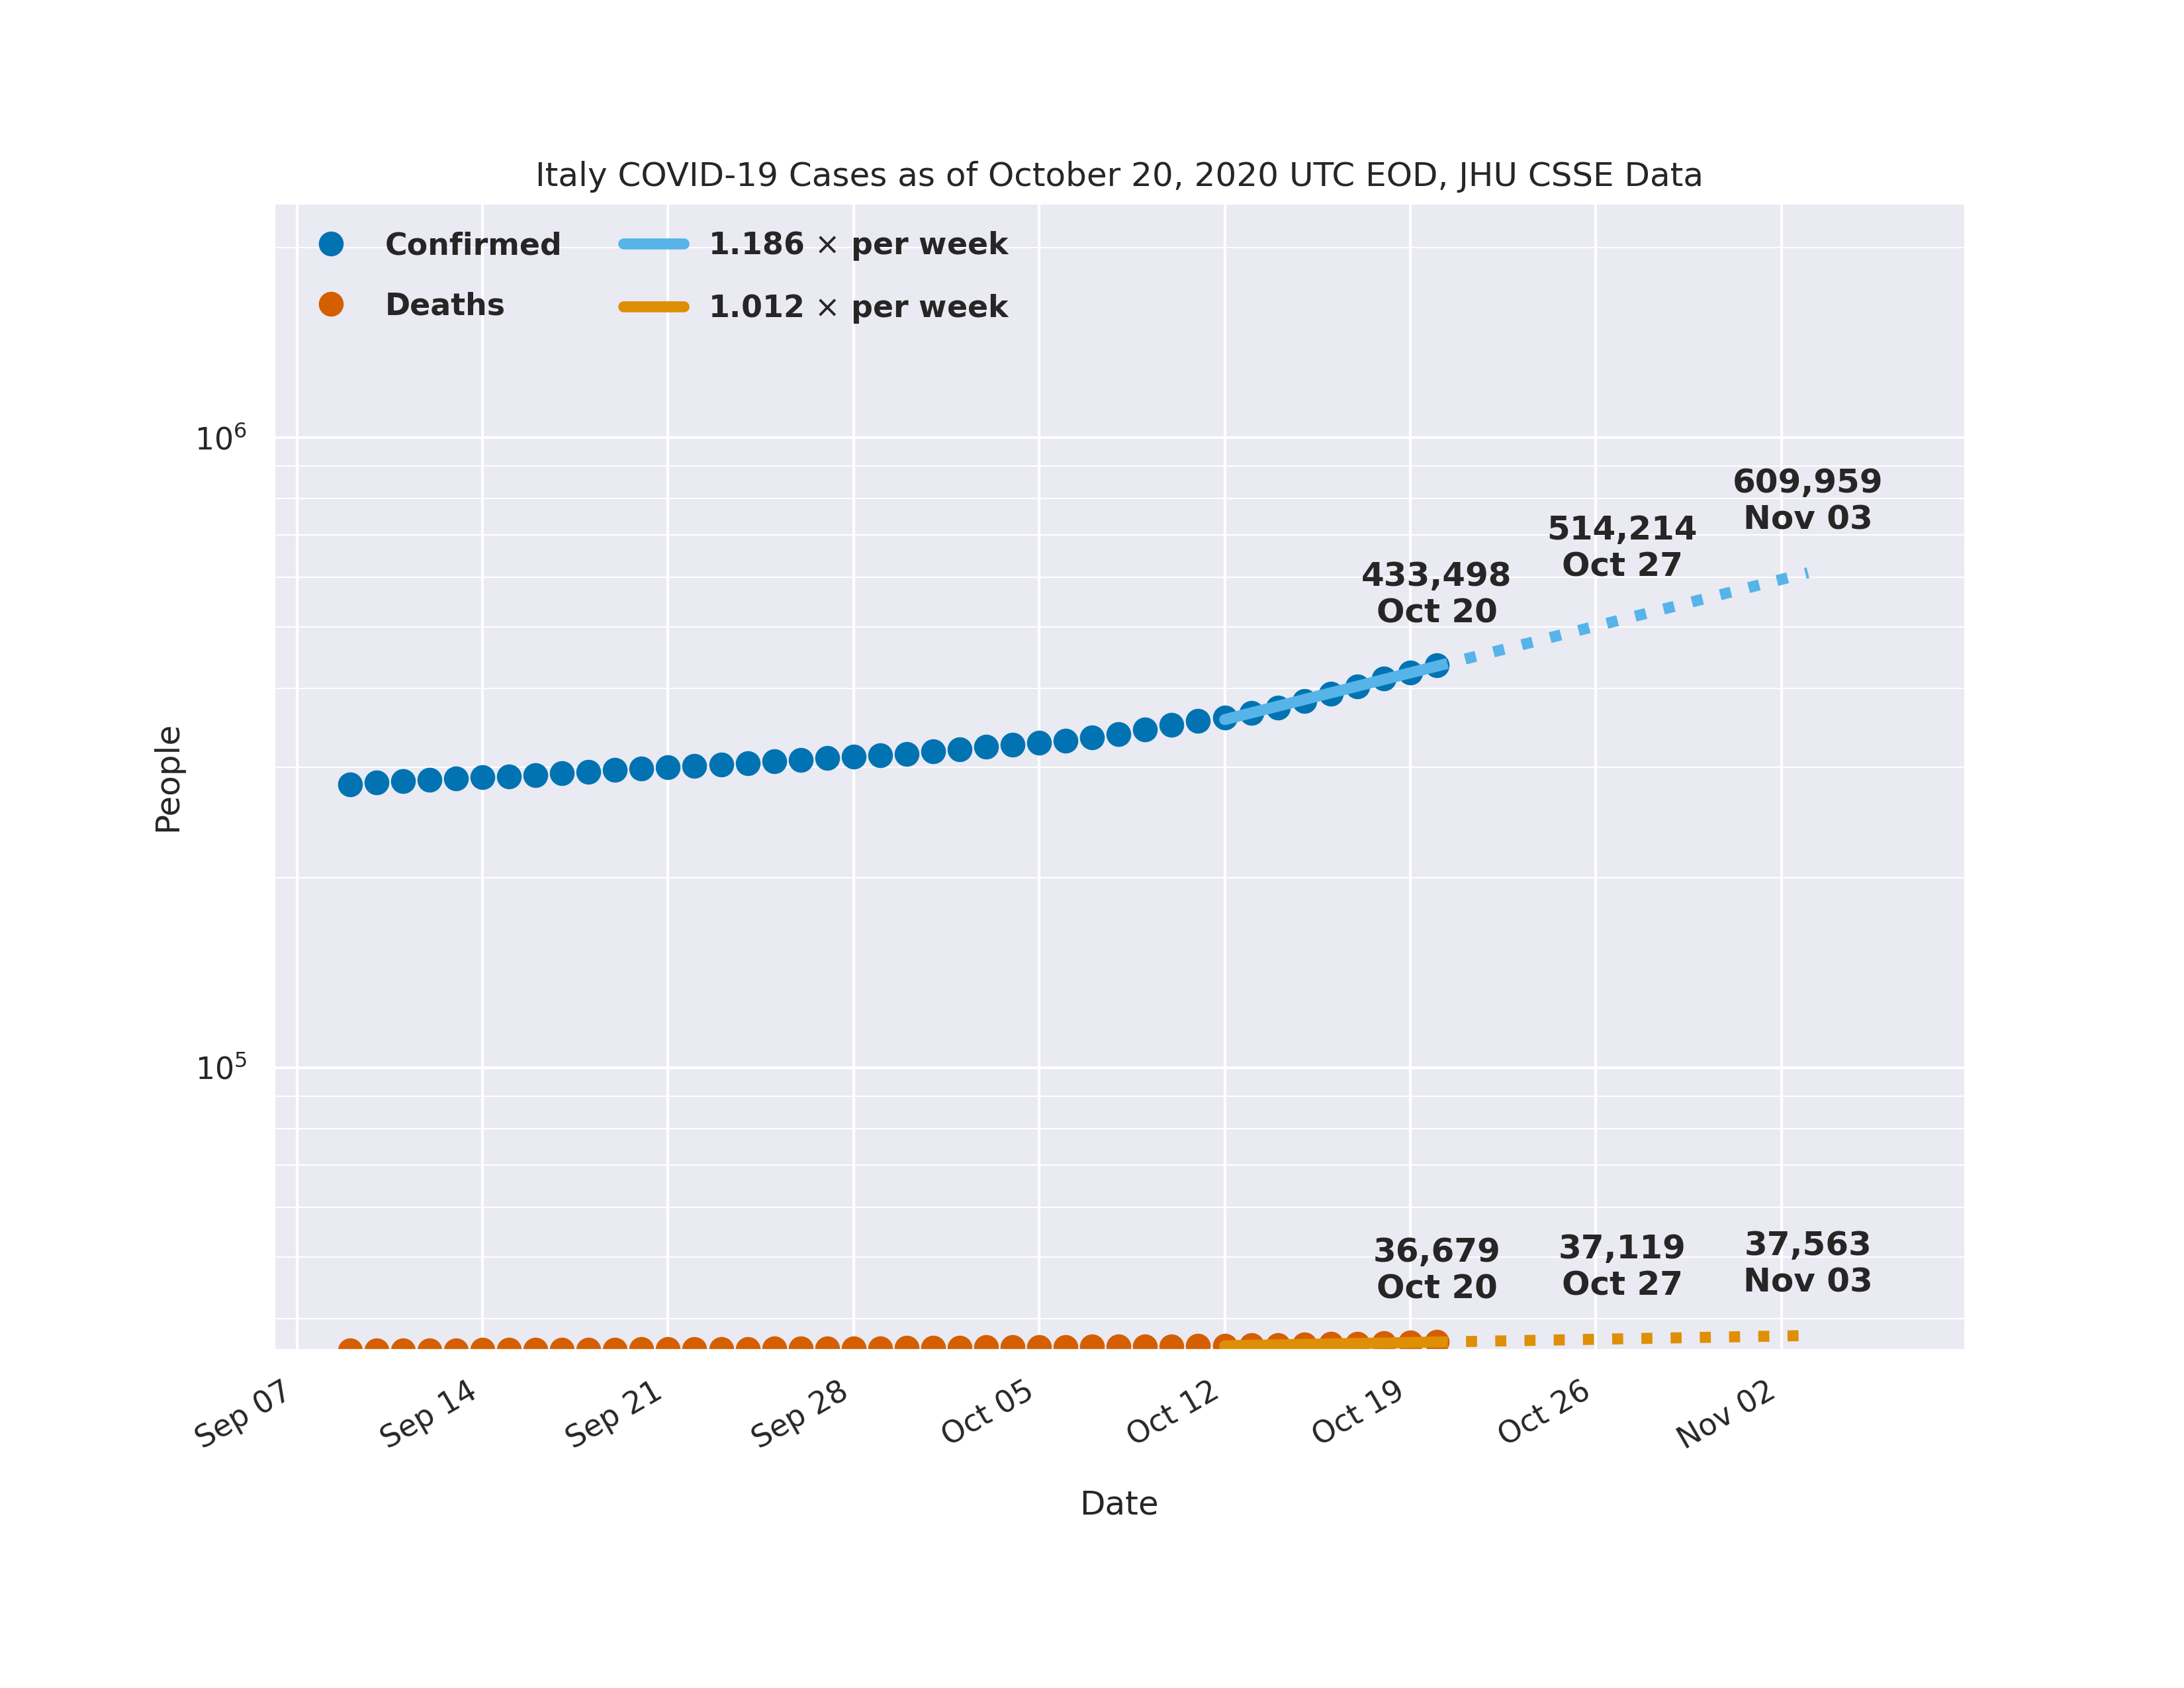 Italy COVID-19 Cases as of October 20, 2020 UTC EOD, JHU CSSE Data
Confirmed
Deaths
1.186 × per week
1.012 × per week
10⁶
10⁵
People
609,959
Nov 03
514,214
Oct 27
433,498
Oct 20
36,679
Oct 20
37,119
Oct 27
37,563
Nov 03
Sep 07
Sep 14
Sep 21
Sep 28
Oct 05
Oct 12
Oct 19
Oct 26
Nov 02
Date